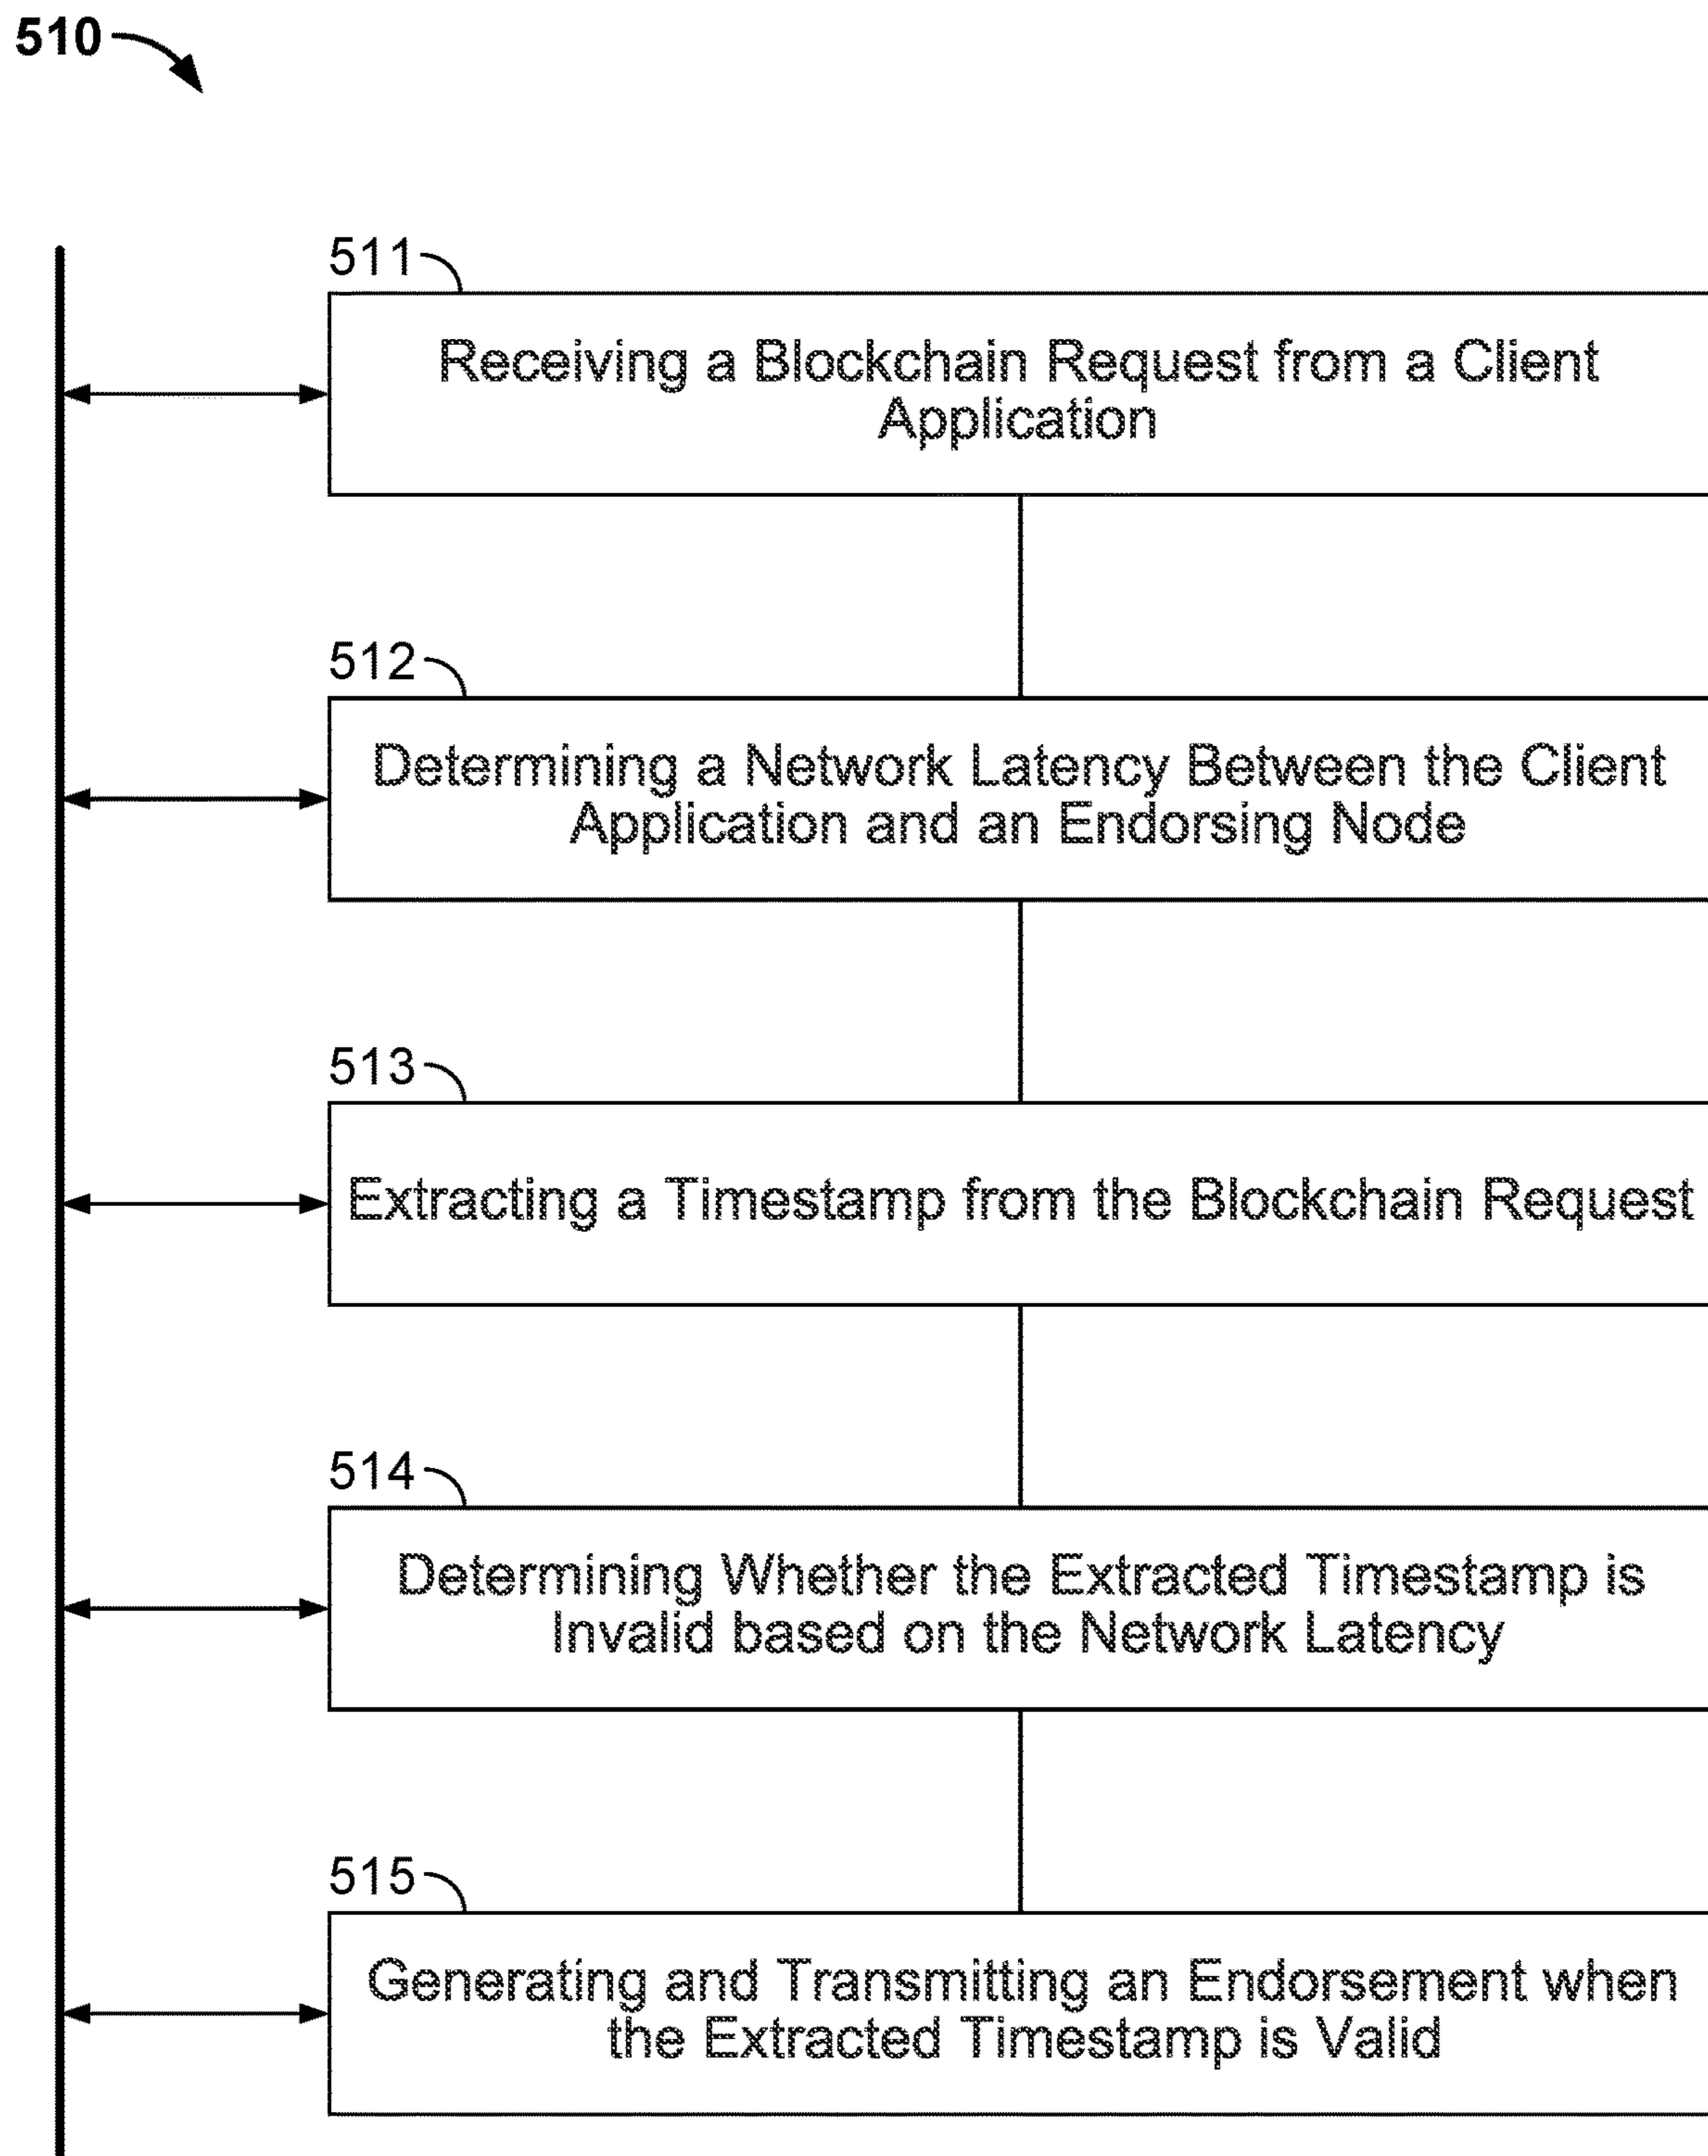 510
511
Receiving a Blockchain Request from a Client
Application
512
Determining a Network Latency Between the Client
Application and an Endorsing Node
513
Extracting a Timestamp from the Blockchain Request
514
Determining Whether the Extracted Timestamp is
Invalid based on the Network Latency
515
Generating and Transmitting an Endorsement when
the Extracted Timestamp is Valid